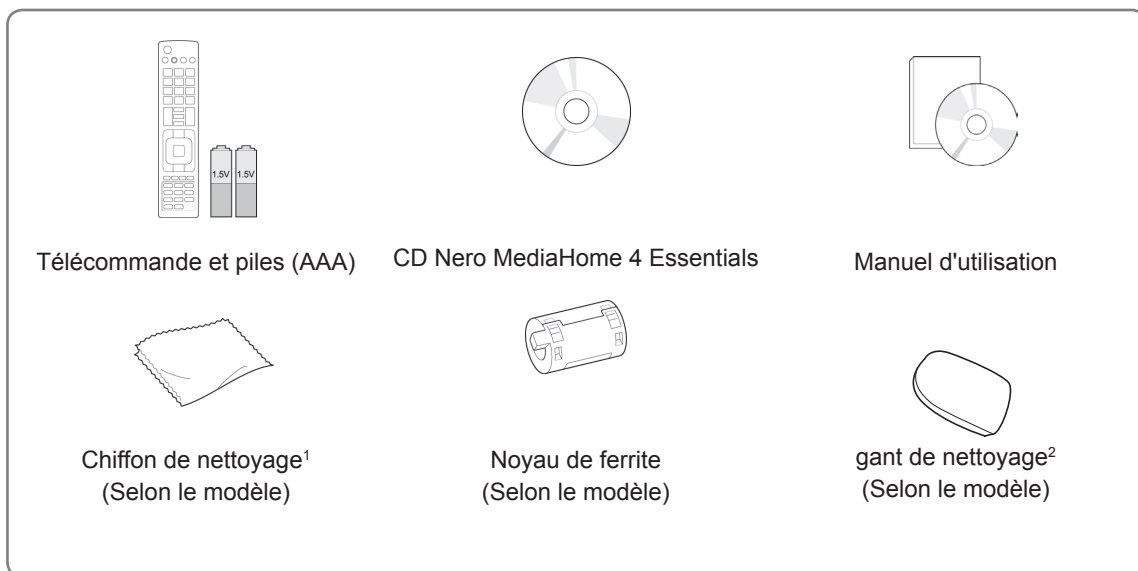 1.5V 1.5V
Télécommande et piles (AAA)
CD Nero MediaHome 4 Essentials
Manuel d'utilisation
Chiffon de nettoyage¹
(Selon le modèle)
Noyau de ferrite
(Selon le modèle)
gant de nettoyage²
(Selon le modèle)